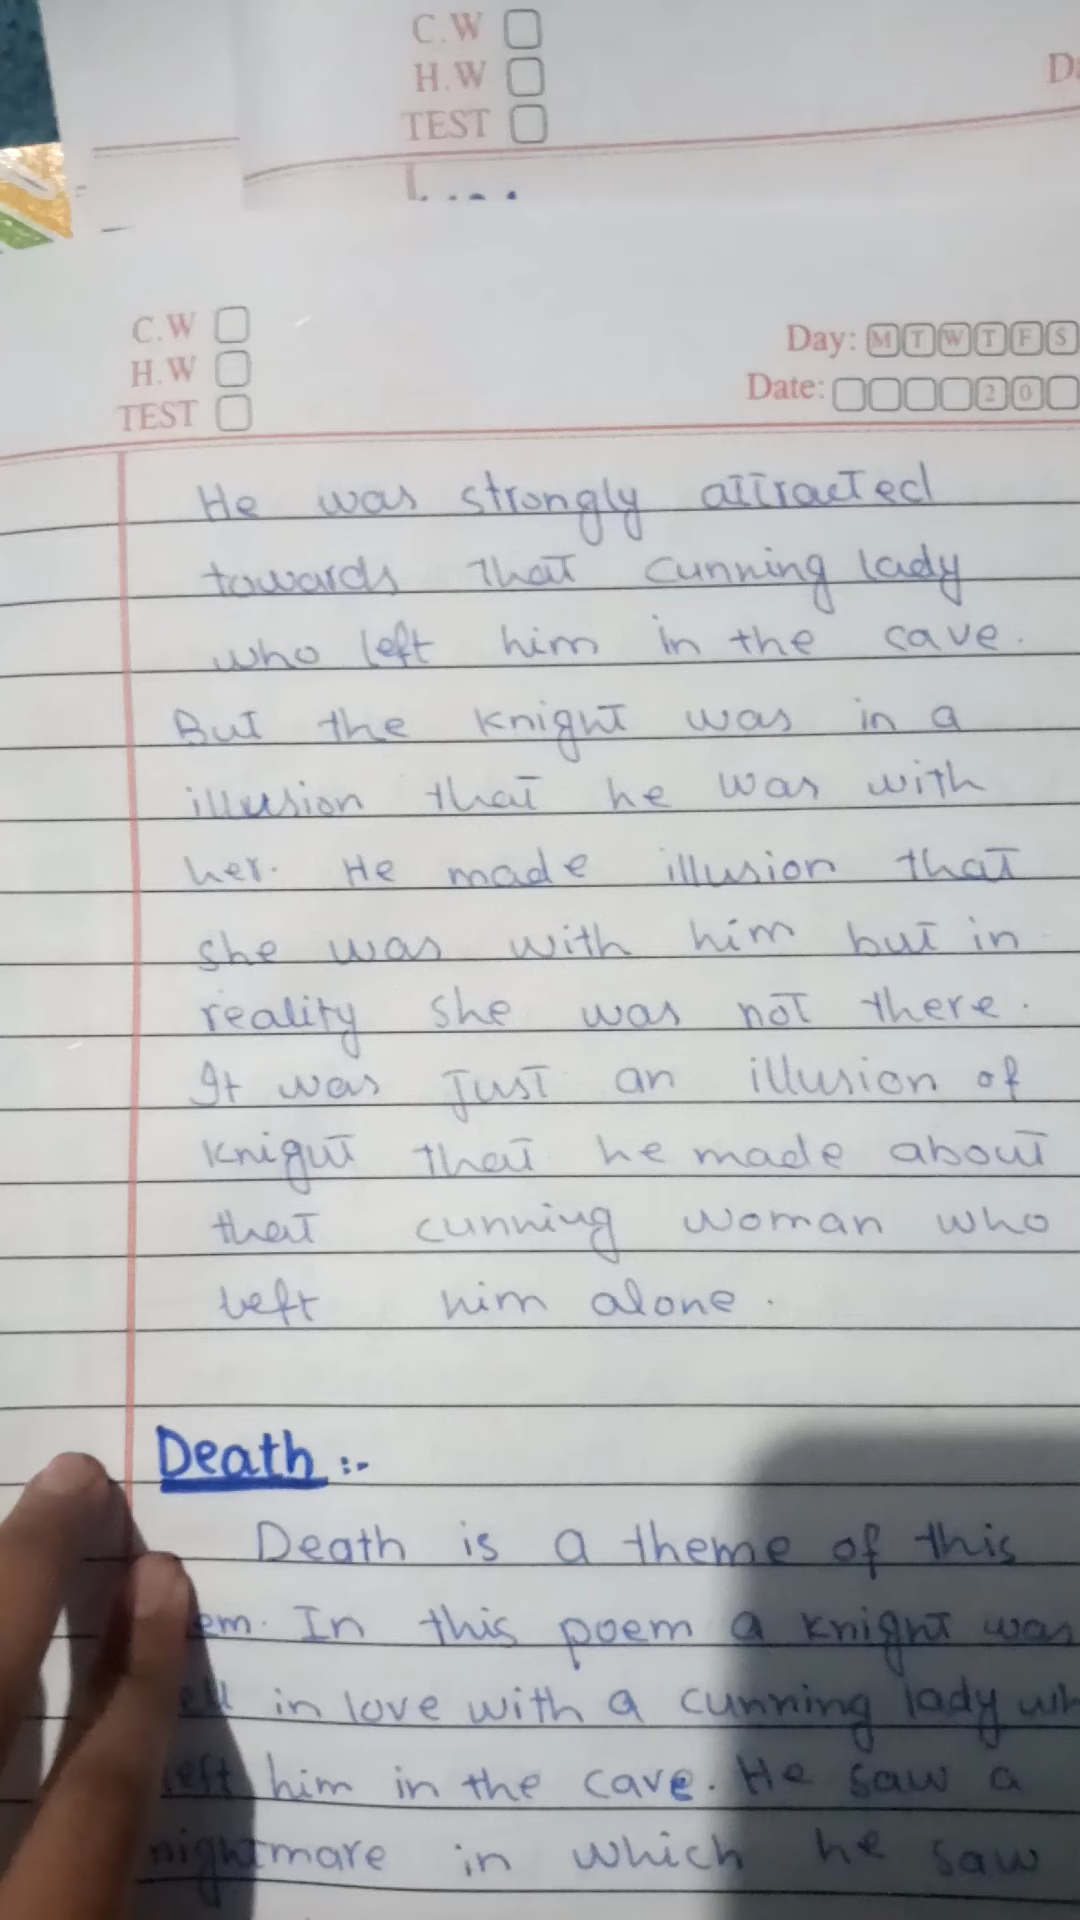 C.W
H.W
TEST
C.W
H.W
TEST
Day: M T W T F S
Date: 2 0
He was strongly attracted
towards that cunning lady
who left him in the cave.
But the knight was in a
illusion that he was with
her. He made illusion that
she was with him but in
reality she was not there.
It was just an illusion of
knight that he made about
that cunning woman who
left him alone.
Death :-
Death is a theme of this
In this poem a knight was
in love with a cunning lady
left him in the cave. He saw a
nightmare in which he saw